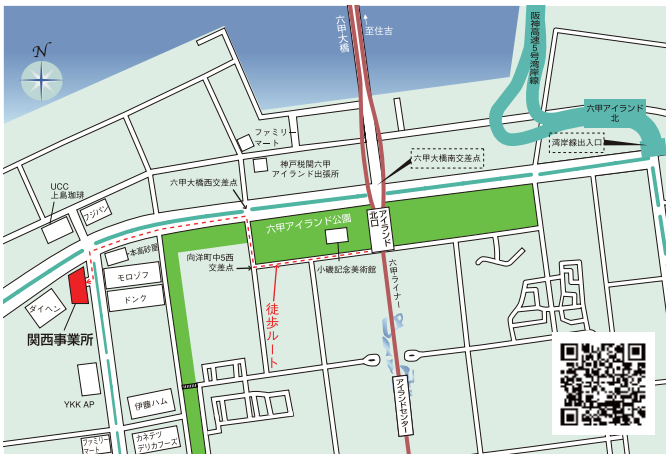 六甲大橋
↑至住吉
阪神高速5号湾岸線
N
六甲アイランド
北
ファミリー
マート
湾岸線出入口
神戸税関六甲
アイランド出張所
六甲大橋南交差点
UCC
上島珈琲
六甲大橋西交差点
フジパン
六甲アイランド公園
アイランド
北口
本高砂屋
向洋町中5西
交差点
小磯記念美術館
モロゾフ
六甲ライナー
ドンク
ダイヘン
徒歩ルート
関西事業所
YKK AP
伊藤ハム
アイランドセンター
ファミリー
マート
カネテツ
デリカフーズ